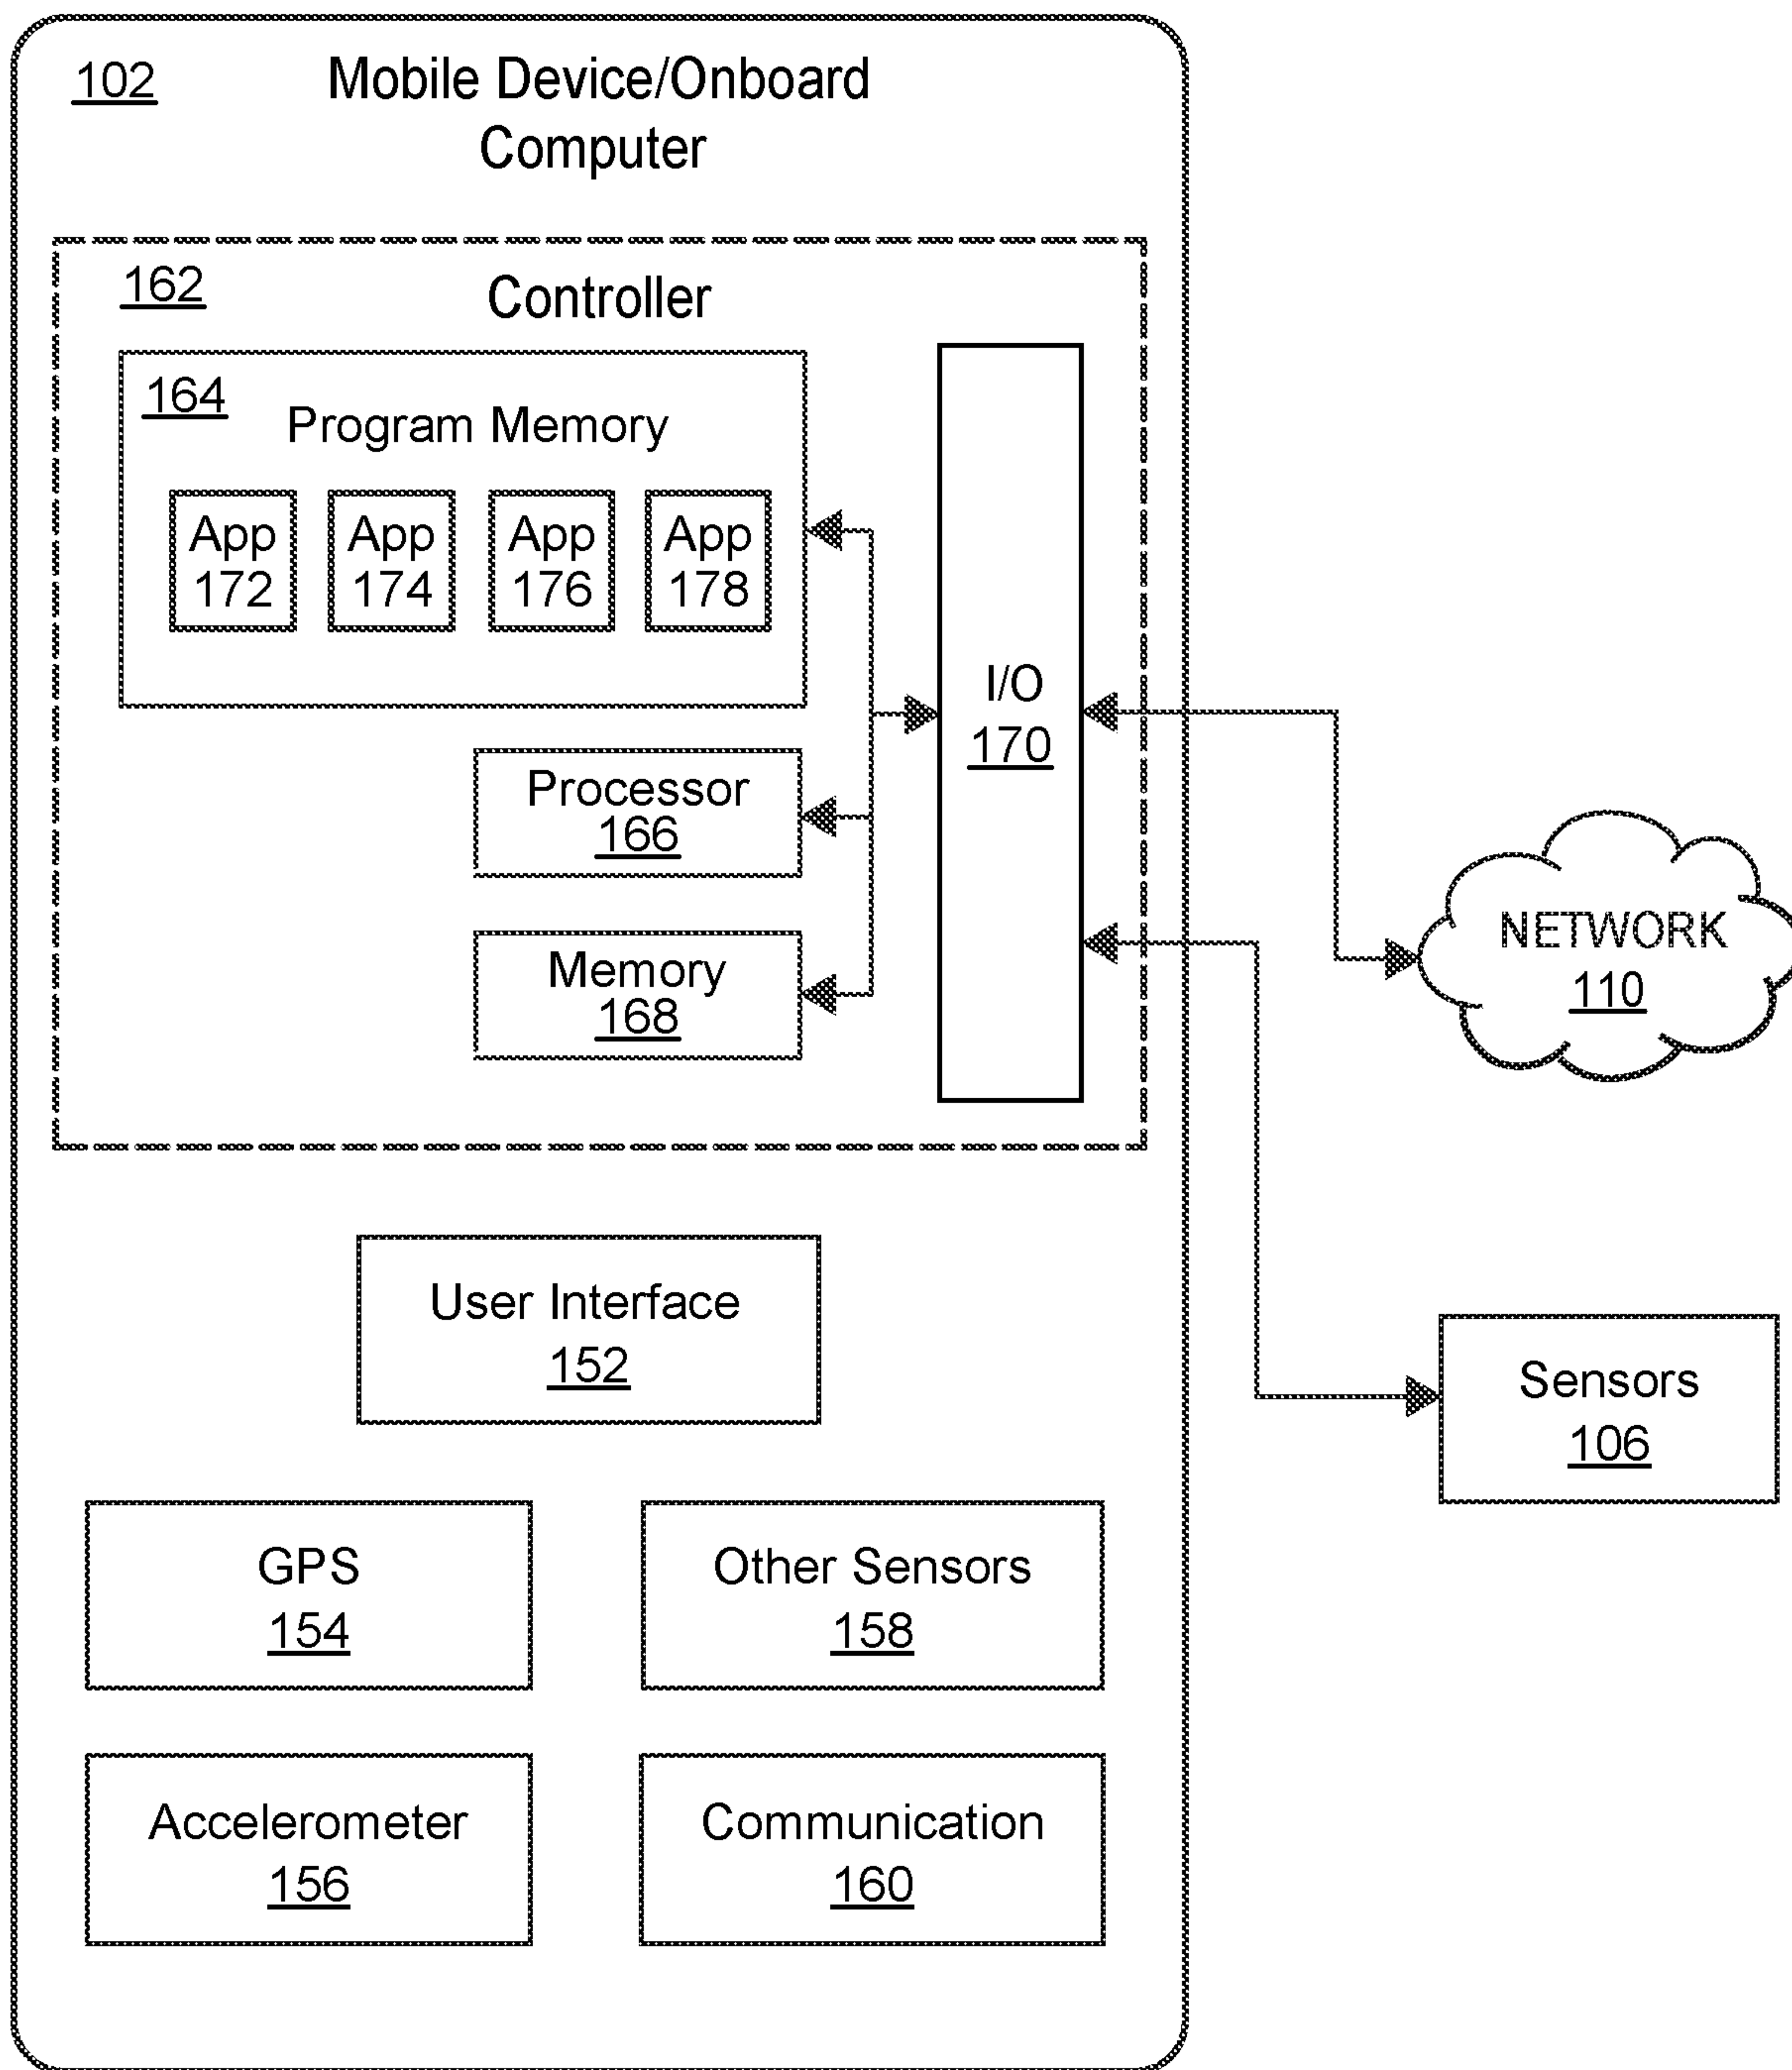 102
Mobile Device/Onboard
Computer
162
Controller
164
Program Memory
App
172
App
174
App
176
App
178
I/O
170
Processor
166
Memory
168
NETWORK
110
User Interface
152
Sensors
106
GPS
154
Other Sensors
158
Accelerometer
156
Communication
160